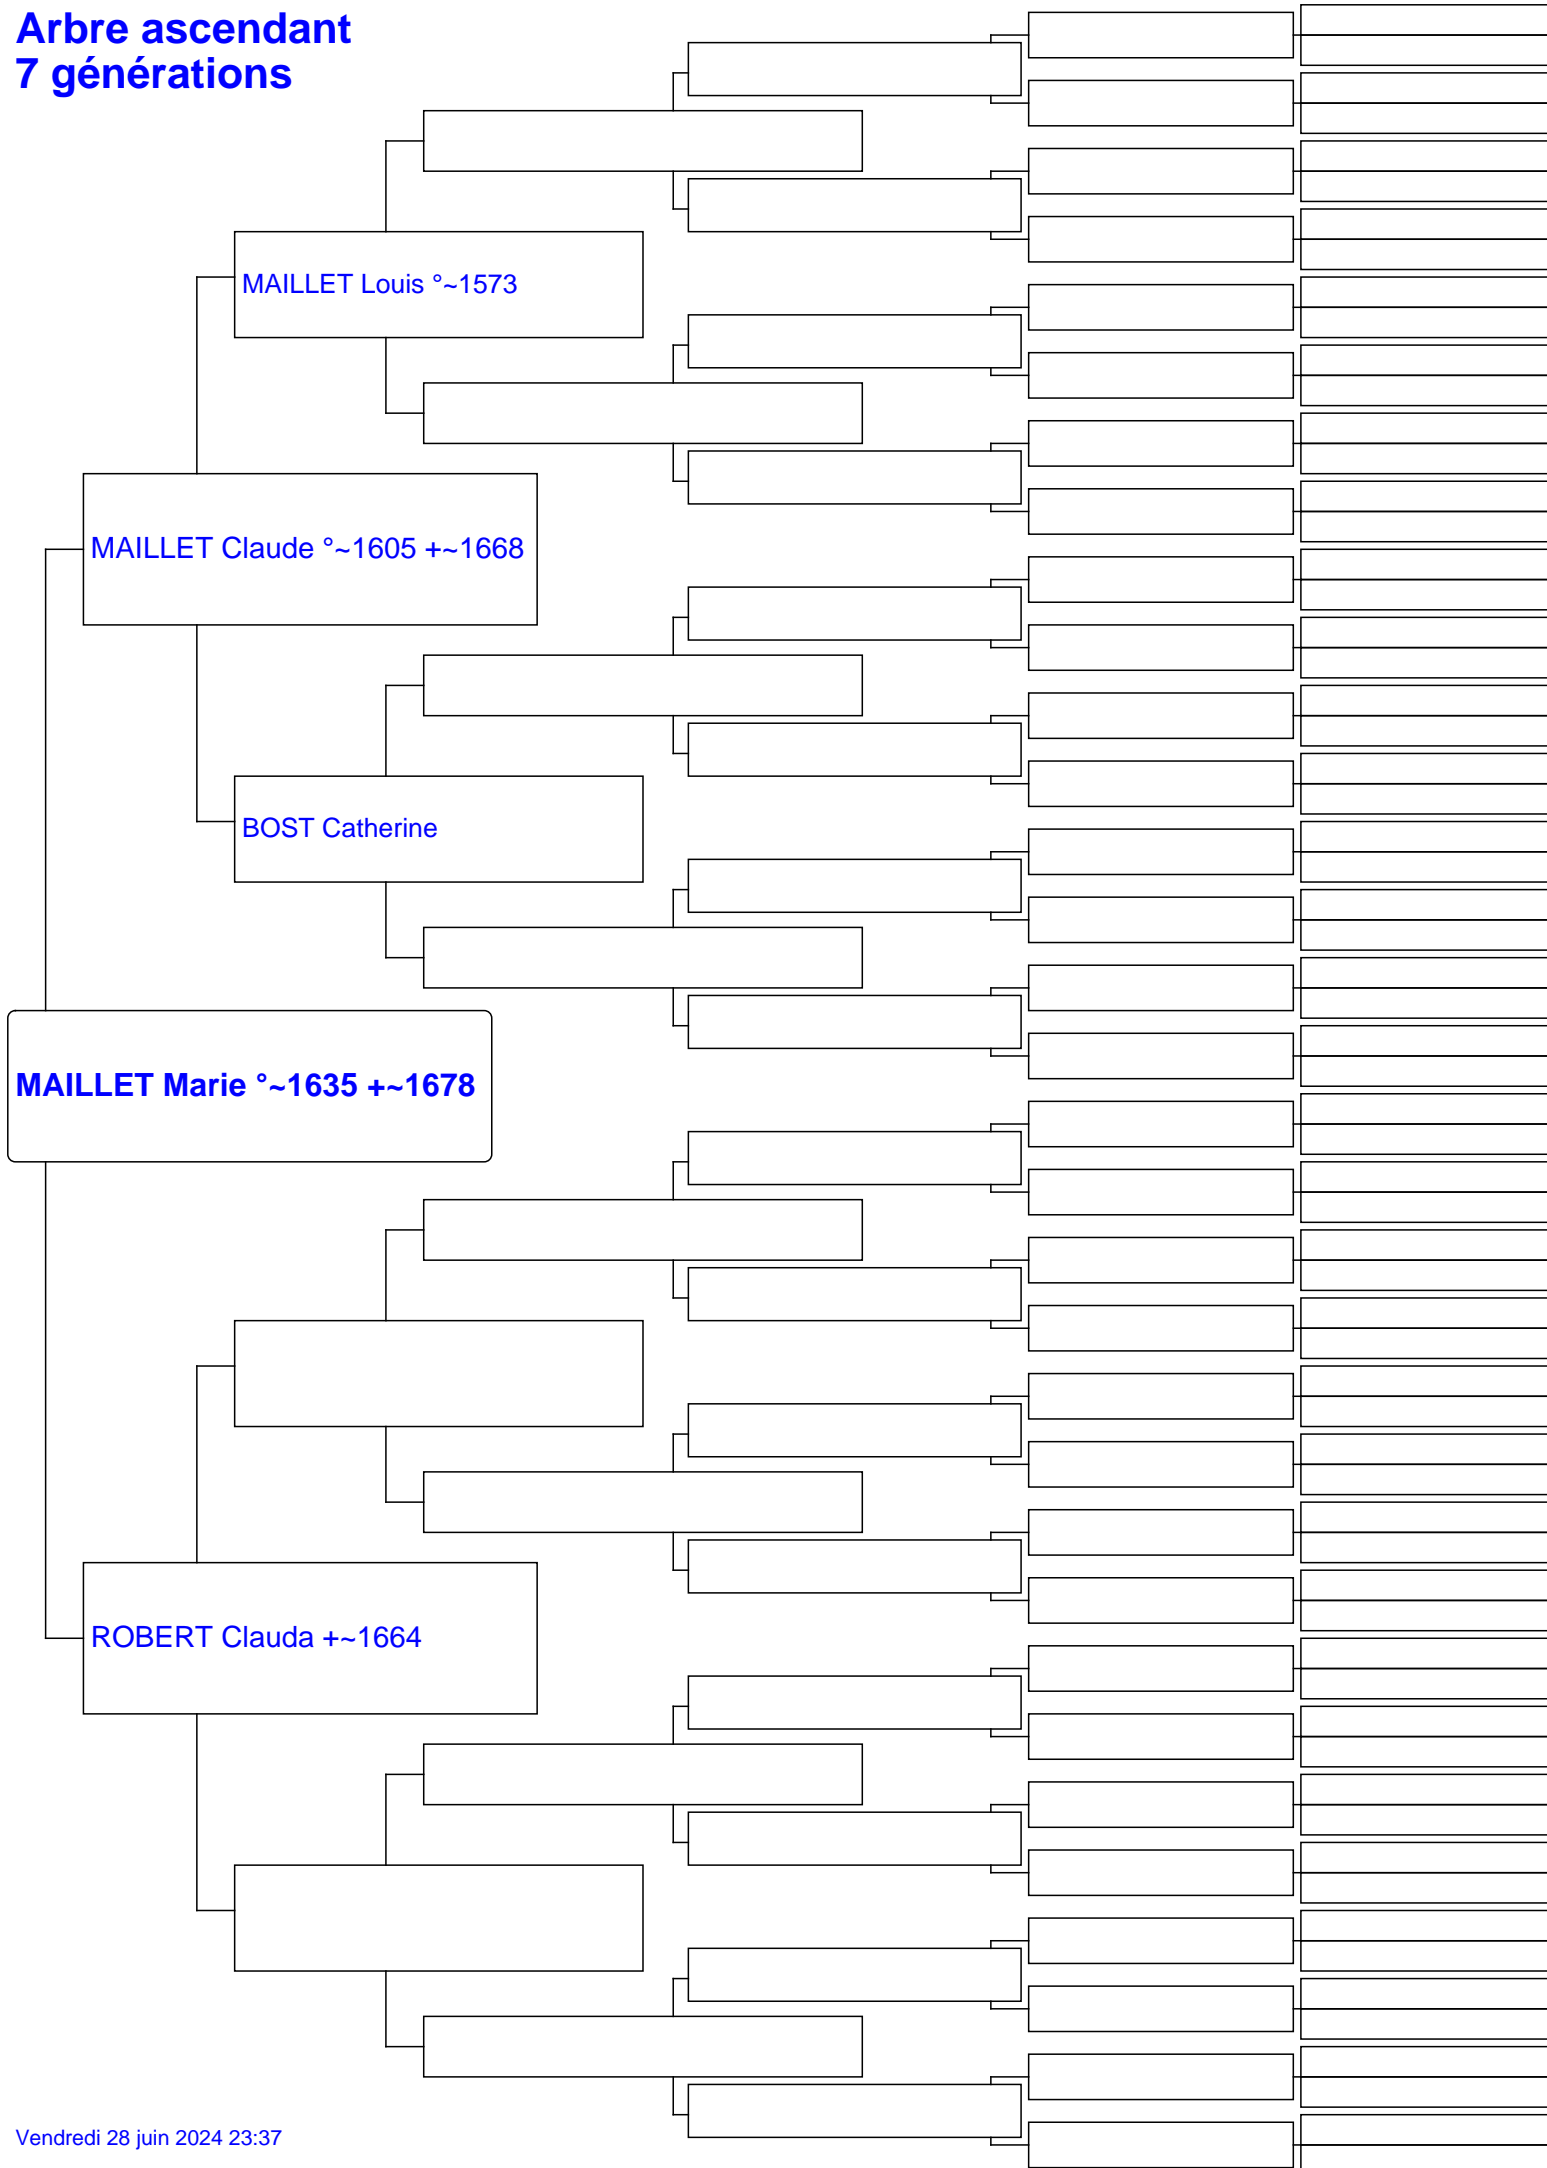 Arbre ascendant
7 générations
MAILLET Louis °~1573
MAILLET Claude °~1605 +~1668
BOST Catherine
MAILLET Marie °~1635 +~1678
ROBERT Clauda +~1664
Vendredi 28 juin 2024 23:37